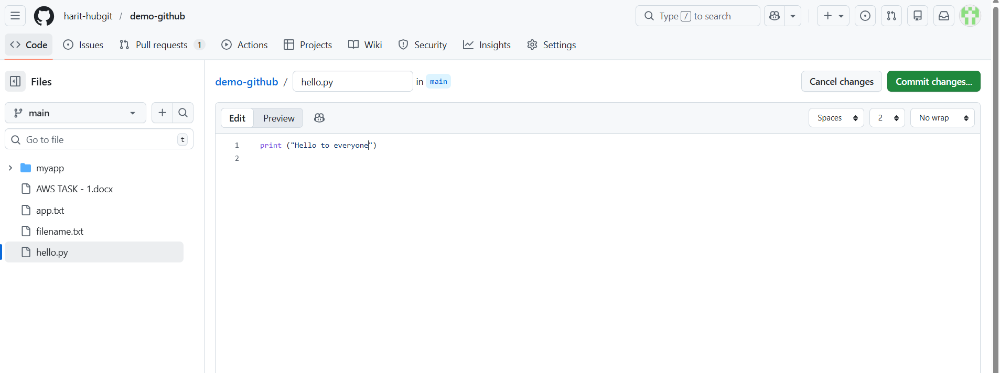 harit-hubgit / demo-github
Type / to search
Code Issues Pull requests 1 Actions Projects Wiki Security Insights Settings
Files
demo-github / hello.py in main
Cancel changes Commit changes...
main
Edit Preview
Spaces 2 No wrap
Go to file t
1 print ("Hello to everyone")
2
myapp
AWS TASK - 1.docx
app.txt
filename.txt
hello.py